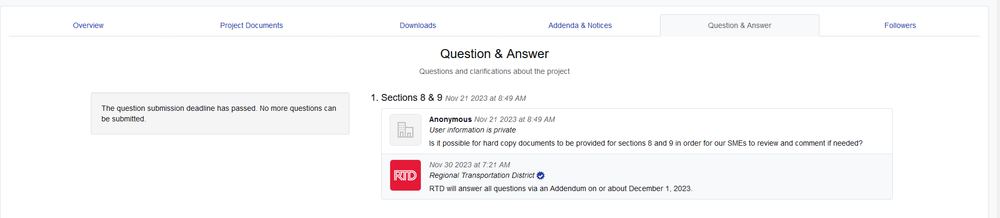 Overview
Project Documents
Downloads
Addenda & Notices
Question & Answer
Followers
Question & Answer
Questions and clarifications about the project
The question submission deadline has passed. No more questions can
be submitted.
1. Sections 8 & 9 Nov 21 2023 at 8:49 AM
Anonymous Nov 21 2023 at 8:49 AM
User information is private
Is it possible for hard copy documents to be provided for sections 8 and 9 in order for our SMEs to review and comment if needed?
RTD
Nov 30 2023 at 7:21 AM
Regional Transportation District
RTD will answer all questions via an Addendum on or about December 1, 2023.